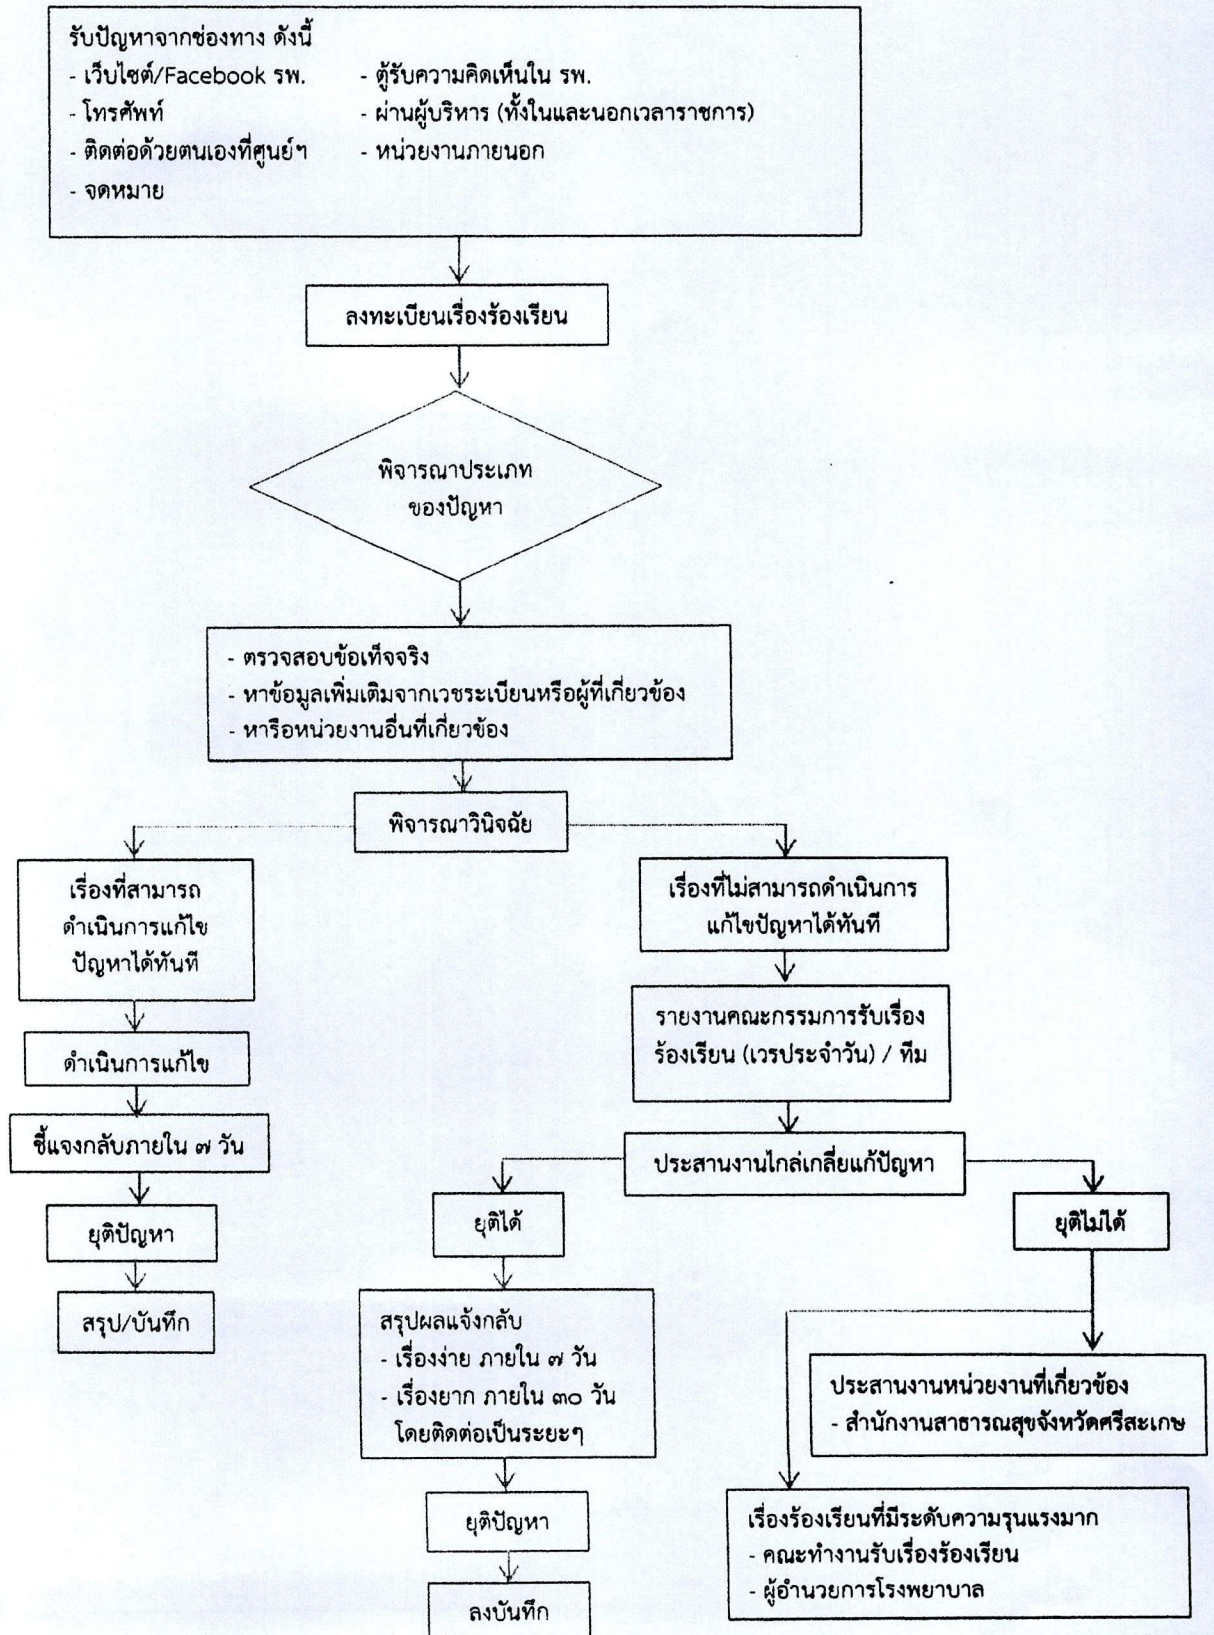 รับปัญหาจากช่องทาง ดังนี้
- เว็บไซต์/Facebook รพ. - ตู้รับความคิดเห็นใน รพ.
- โทรศัพท์ - ผ่านผู้บริหาร (ทั้งในและนอกเวลาราชการ)
- ติดต่อด้วยตนเองที่ศูนย์ฯ - หน่วยงานภายนอก
- จดหมาย
ลงทะเบียนเรื่องร้องเรียน
พิจารณาประเภท
ของปัญหา
- ตรวจสอบข้อเท็จจริง
- หาข้อมูลเพิ่มเติมจากเวชระเบียนหรือผู้ที่เกี่ยวข้อง
- หารือหน่วยงานอื่นที่เกี่ยวข้อง
พิจารณาวินิจฉัย
เรื่องที่สามารถ
ดำเนินการแก้ไข
ปัญหาได้ทันที
ดำเนินการแก้ไข
ชี้แจงกลับภายใน ๗ วัน
ยุติปัญหา
สรุป/บันทึก
เรื่องที่ไม่สามารถดำเนินการ
แก้ไขปัญหาได้ทันที
รายงานคณะกรรมการรับเรื่อง
ร้องเรียน (เวรประจำวัน) / ทีม
ประสานงานไกล่เกลี่ยแก้ปัญหา
ยุติได้
สรุปผลแจ้งกลับ
- เรื่องง่าย ภายใน ๗ วัน
- เรื่องยาก ภายใน ๓๐ วัน
โดยติดต่อเป็นระยะๆ
ยุติปัญหา
ลงบันทึก
ยุติไม่ได้
ประสานงานหน่วยงานที่เกี่ยวข้อง
- สำนักงานสาธารณสุขจังหวัดศรีสะเกษ
เรื่องร้องเรียนที่มีระดับความรุนแรงมาก
- คณะทำงานรับเรื่องร้องเรียน
- ผู้อำนวยการโรงพยาบาล